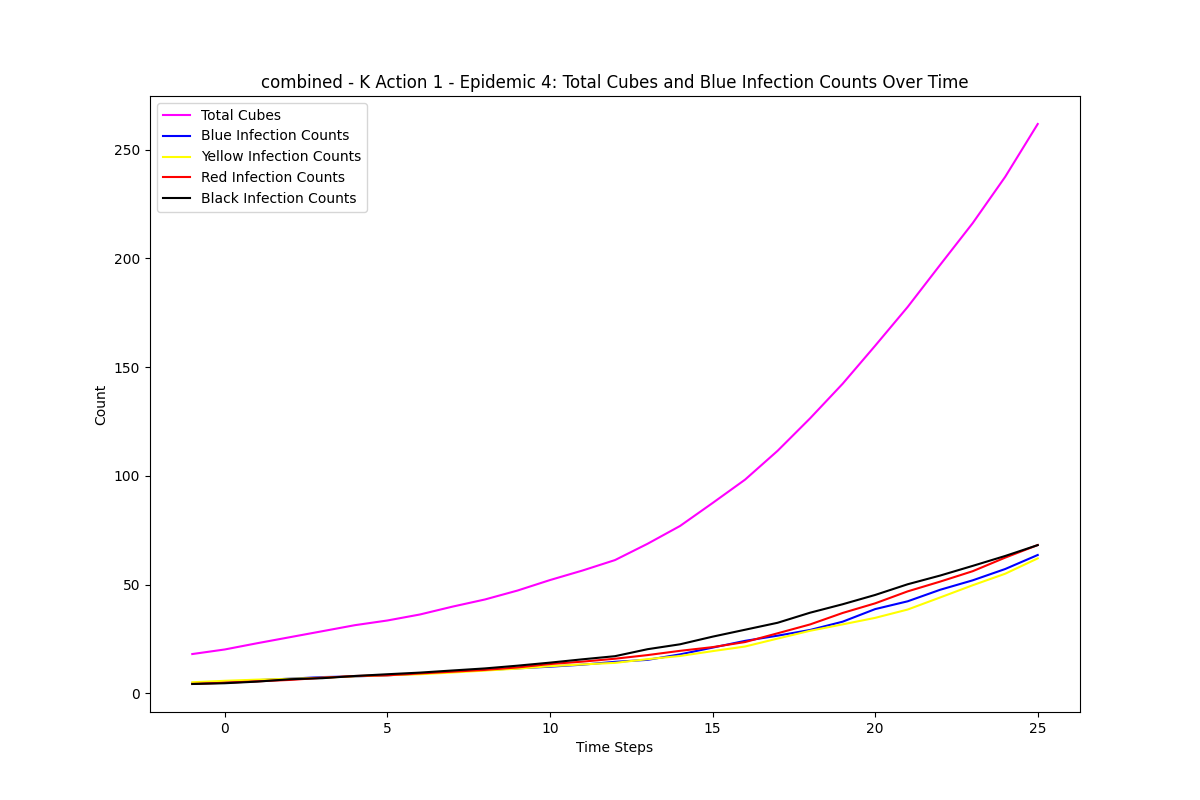 combined - K Action 1 - Epidemic 4: Total Cubes and Blue Infection Counts Over Time
Total Cubes
Blue Infection Counts
Yellow Infection Counts
Red Infection Counts
Black Infection Counts
250
200
150
100
50
0
Count
0 5 10 15 20 25
Time Steps